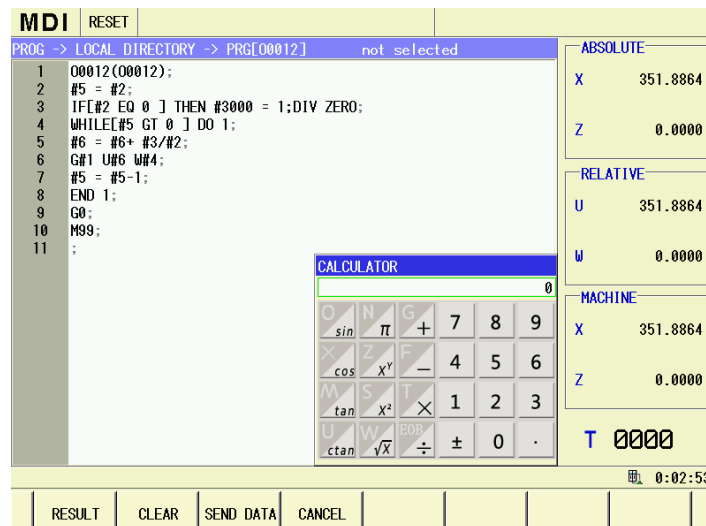 MDI RESET
PROG -> LOCAL DIRECTORY -> PRG[O0012] not selected
1 O0012(O0012);
2 #5 = #2;
3 IF[#2 EQ 0 ] THEN #3000 = 1;DIV ZERO;
4 WHILE[#5 GT 0 ] DO 1;
5 #6 = #6+ #3/#2;
6 G#1 U#6 W#4;
7 #5 = #5-1;
8 END 1;
9 G0;
10 M99;
11 ;
CALCULATOR
0
O sin N π G + 7 8 9
X cos Z Xʸ F — 4 5 6
M tan S X² T × 1 2 3
U ctan W √X EOB ÷ ± 0 ·
ABSOLUTE
X 351.8864
Z 0.0000
RELATIVE
U 351.8864
W 0.0000
MACHINE
X 351.8864
Z 0.0000
T 0000
0:02:53
RESULT CLEAR SEND DATA CANCEL